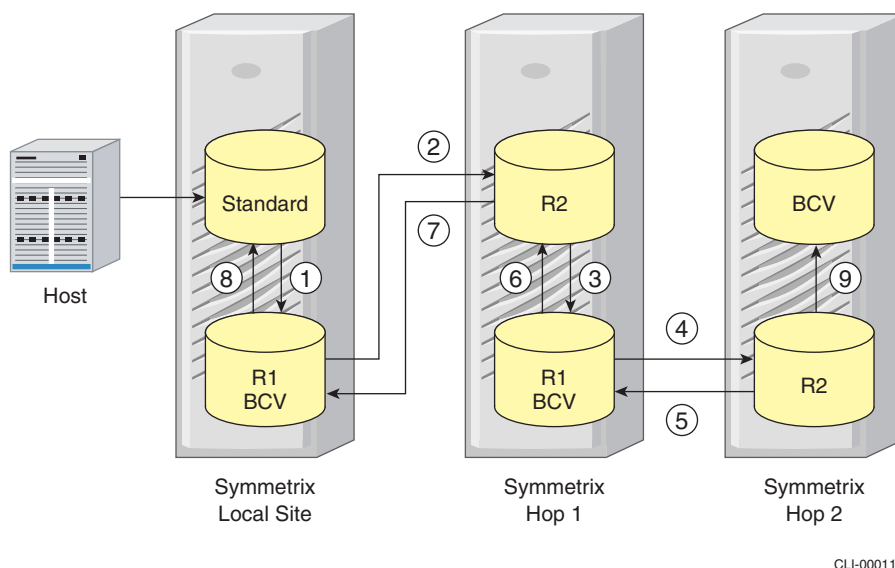 2
Standard
R2
BCV
7
8
1
6
3
9
Host
4
R1
BCV
R1
BCV
R2
5
Symmetrix
Local Site
Symmetrix
Hop 1
Symmetrix
Hop 2
CLI-00011